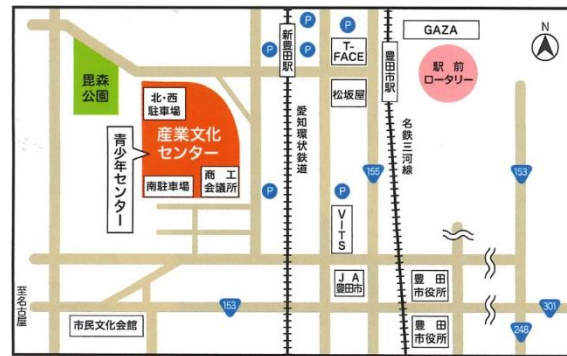 GAZA
N
新豊田駅
P
P
P
P
T-
FACE
豊田市駅
駅前
ロータリー
毘森
公園
北・西
駐車場
松坂屋
産業文化
センター
愛知環状鉄道
名鉄三河線
青少年センター
南駐車場
商工
会議所
P
P
155
153
VITS
JA
豊田市
豊田
市役所
至名古屋
153
301
市民文化会館
豊田
市役所
248